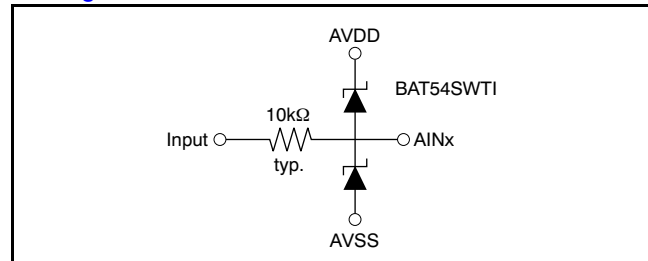 AVDD
BAT54SWTI
10kΩ
Input
AINx
typ.
AVSS